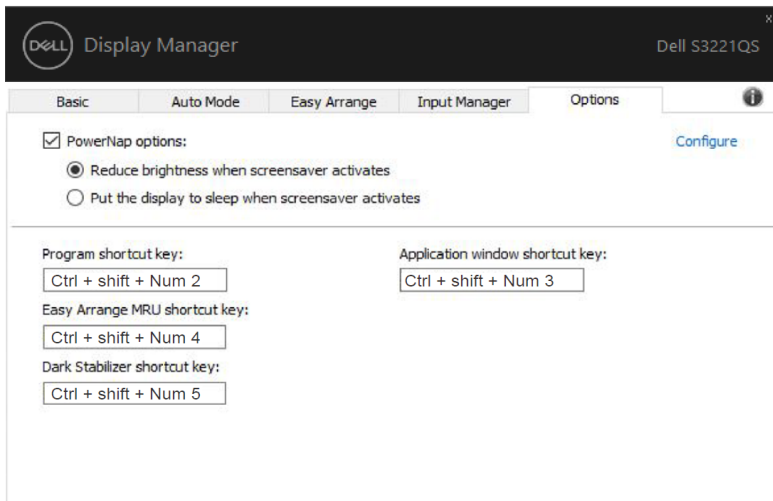 x
DELL Display Manager Dell S3221QS
Basic Auto Mode Easy Arrange Input Manager Options i
PowerNap options: Configure
Reduce brightness when screensaver activates
Put the display to sleep when screensaver activates
Program shortcut key: Application window shortcut key:
Ctrl + shift + Num 2 Ctrl + shift + Num 3
Easy Arrange MRU shortcut key:
Ctrl + shift + Num 4
Dark Stabilizer shortcut key:
Ctrl + shift + Num 5